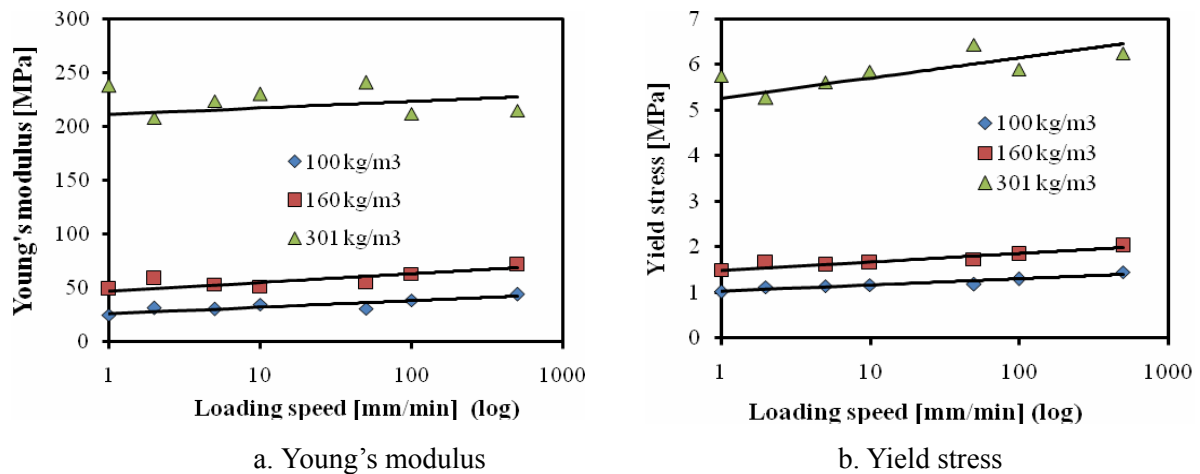 300
250
200
150
100
50
0
Young's modulus [MPa]
100 kg/m3
160 kg/m3
301 kg/m3
1 10 100 1000
Loading speed [mm/min] (log)
a. Young’s modulus
7
6
5
4
3
2
1
0
Yield stress [MPa]
100 kg/m3
160 kg/m3
301 kg/m3
1 10 100 1000
Loading speed [mm/min] (log)
b. Yield stress